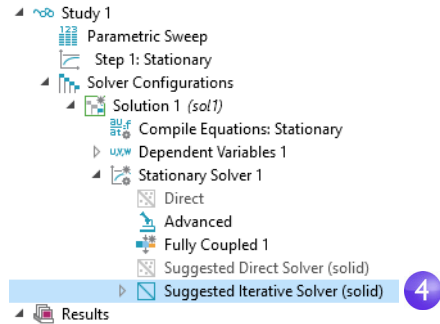 Study 1
Parametric Sweep
Step 1: Stationary
Solver Configurations
Solution 1 (sol1)
Compile Equations: Stationary
Dependent Variables 1
Stationary Solver 1
Direct
Advanced
Fully Coupled 1
Suggested Direct Solver (solid)
Suggested Iterative Solver (solid) 4
Results